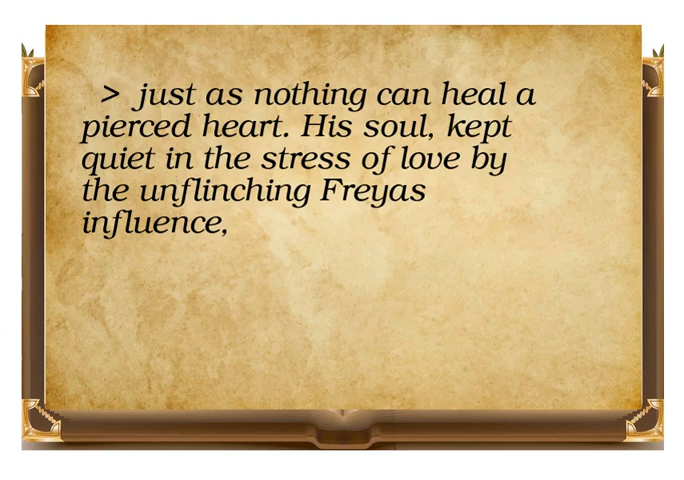 > just as nothing can heal a
pierced heart. His soul, kept
quiet in the stress of love by
the unflinching Freyas
influence,